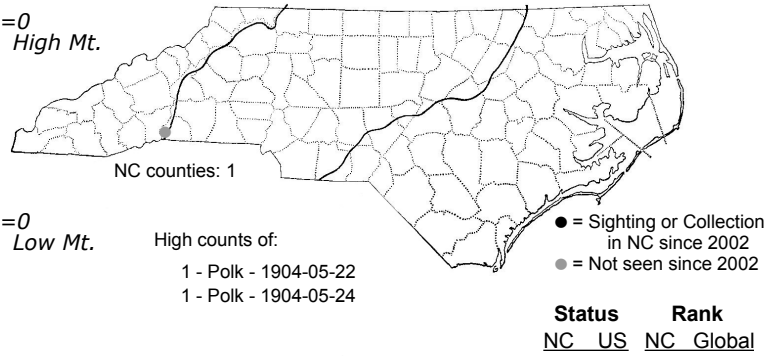 =0
High Mt.
NC counties: 1
=0
Low Mt.
High counts of:
1 - Polk - 1904-05-22
1 - Polk - 1904-05-24
● = Sighting or Collection
in NC since 2002
● = Not seen since 2002
Status Rank
NC US NC Global